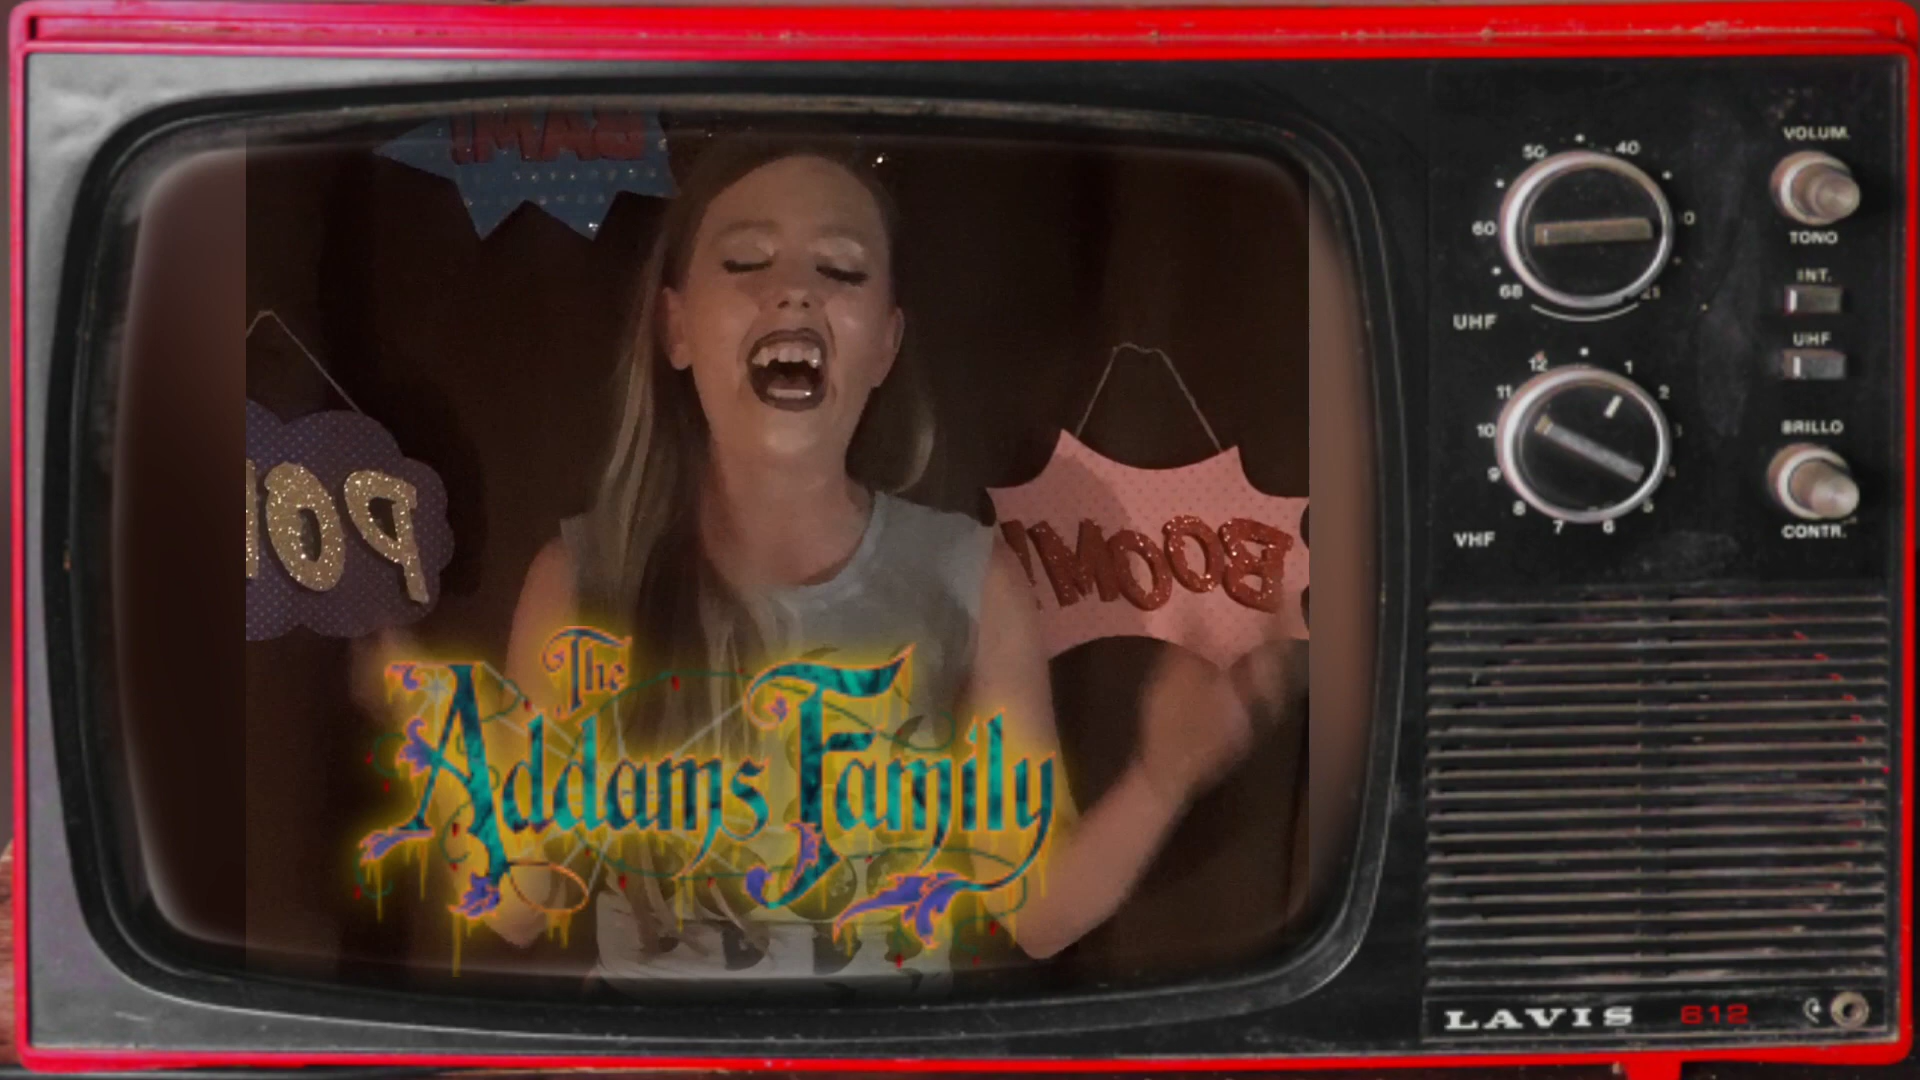 BAM!
POP
BOOM!
The
Addams Family
50
40
60
68
21
UHF
12
1
11
2
10
3
9
8
7
6
5
VHF
VOLUM.
TONO
INT.
UHF
BRILLO
CONTR.
LAVIS 612